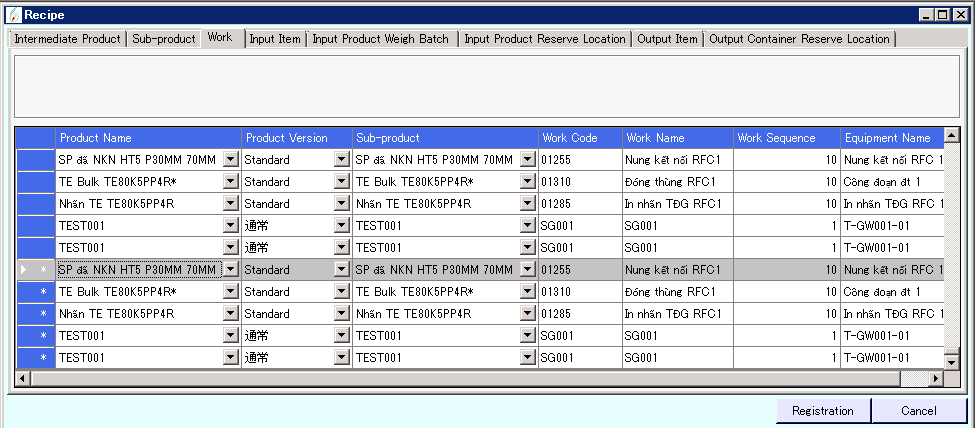 Recipe
Intermediate Product Sub-product Work Input Item Input Product Weigh Batch Input Product Reserve Location Output Item Output Container Reserve Location
Product Name Product Version Sub-product Work Code Work Name Work Sequence Equipment Name
SP đã NKN HT5 P30MM 70MM Standard SP đã NKN HT5 P30MM 70MM 01255 Nung kết nối RFC1 10 Nung kết nối RFC 1
TE Bulk TE80K5PP4R* Standard TE Bulk TE80K5PP4R* 01310 Đóng thùng RFC1 10 Công đoạn đt 1
Nhãn TE TE80K5PP4R Standard Nhãn TE TE80K5PP4R 01285 In nhãn TĐG RFC1 10 In nhãn TĐG RFC 1
TEST001 通常 TEST001 SG001 SG001 1 T-GW001-01
TEST001 通常 TEST001 SG001 SG001 1 T-GW001-01
* SP đã NKN HT5 P30MM 70MM Standard SP đã NKN HT5 P30MM 70MM 01255 Nung kết nối RFC1 10 Nung kết nối RFC 1
* TE Bulk TE80K5PP4R* Standard TE Bulk TE80K5PP4R* 01310 Đóng thùng RFC1 10 Công đoạn đt 1
* Nhãn TE TE80K5PP4R Standard Nhãn TE TE80K5PP4R 01285 In nhãn TĐG RFC1 10 In nhãn TĐG RFC 1
* TEST001 通常 TEST001 SG001 SG001 1 T-GW001-01
* TEST001 通常 TEST001 SG001 SG001 1 T-GW001-01
Registration Cancel